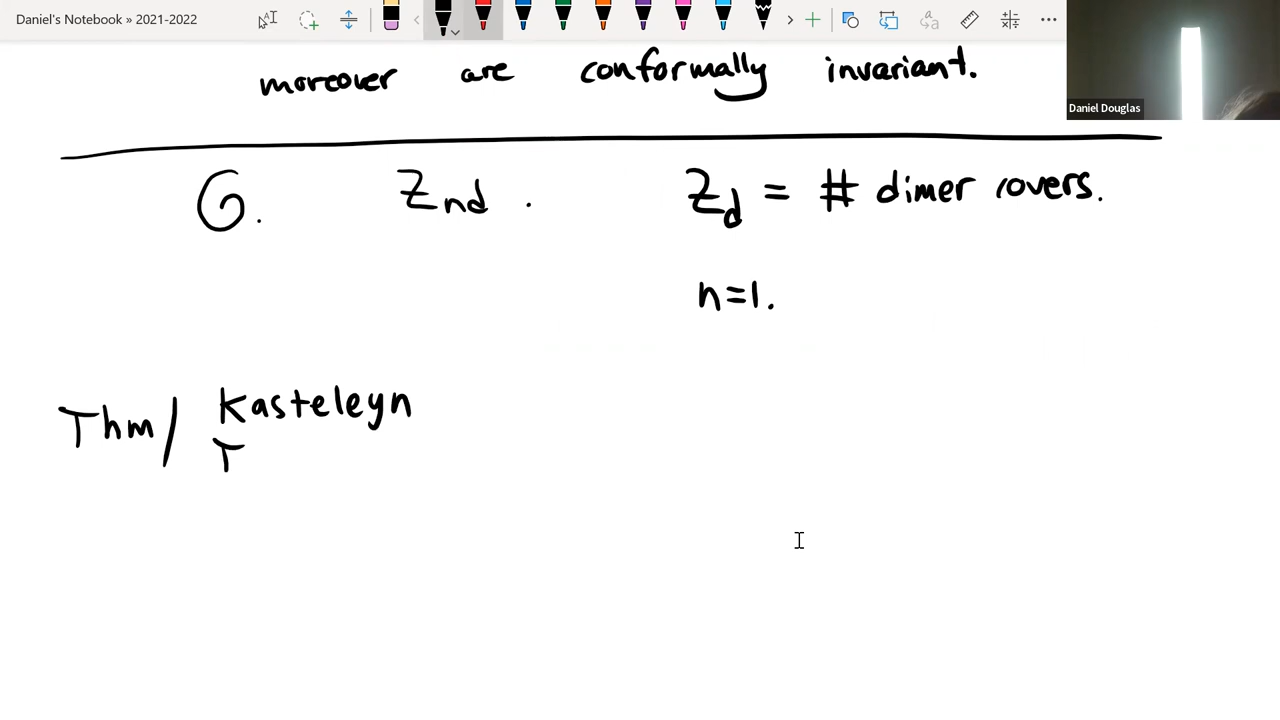 Daniel's Notebook » 2021-2022
Daniel Douglas
moreover are conformally invariant.
G. Znd. Zd = # dimer covers.
n=1.
Thm/ Kasteleyn
T